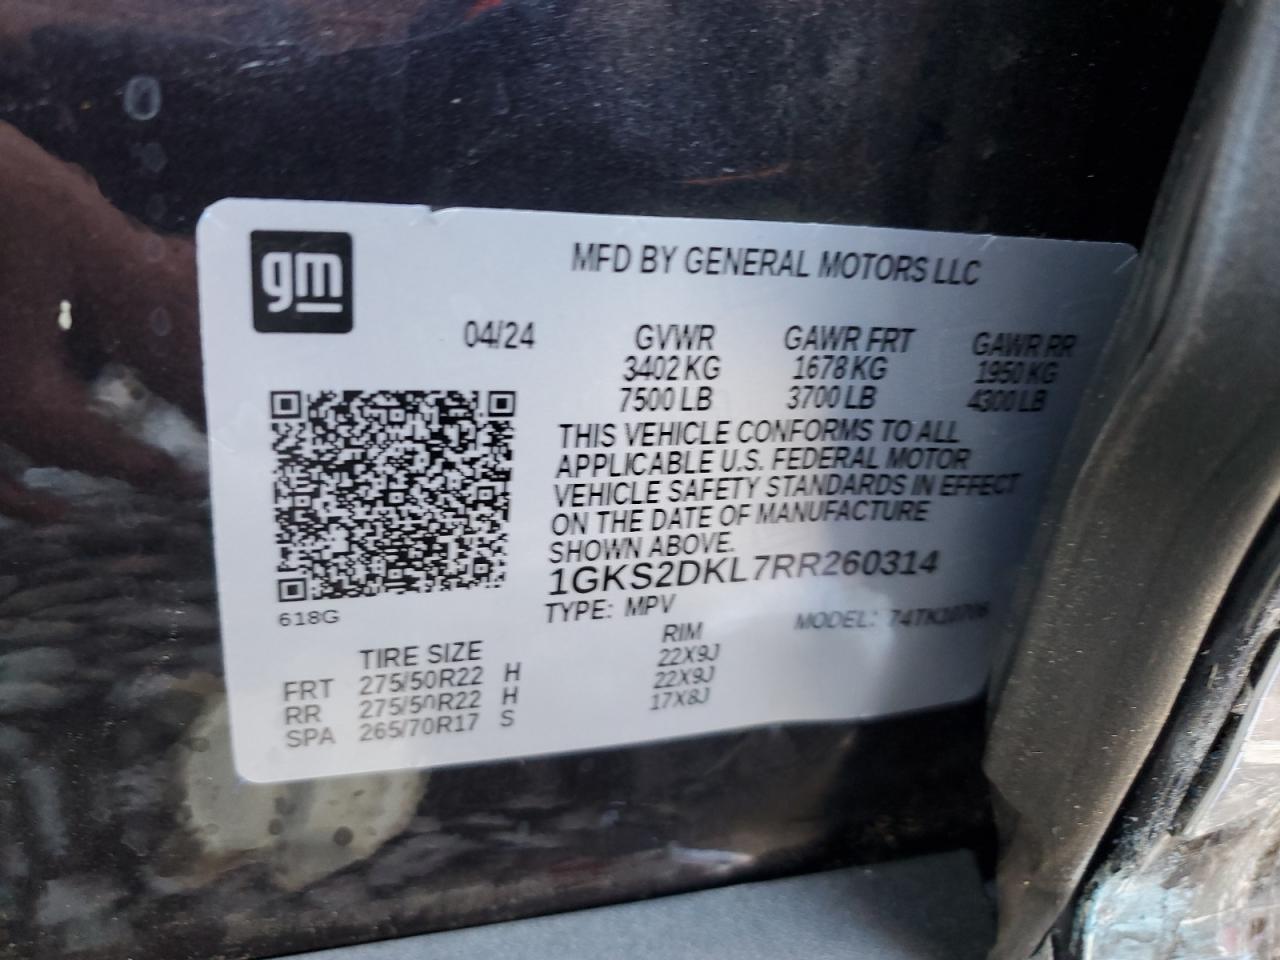 gm
MFD BY GENERAL MOTORS LLC
04/24 GVWR GAWR FRT GAWR RR
3402 KG 1678 KG 1950 KG
7500 LB 3700 LB 4300 LB
THIS VEHICLE CONFORMS TO ALL
APPLICABLE U.S. FEDERAL MOTOR
VEHICLE SAFETY STANDARDS IN EFFECT
ON THE DATE OF MANUFACTURE
SHOWN ABOVE.
1GKS2DKL7RR260314
618G
TYPE: MPV MODEL:
TIRE SIZE RIM
FRT 275/50R22 H 22X9J
RR 275/50R22 H 22X9J
SPA 265/70R17 S 17X8J